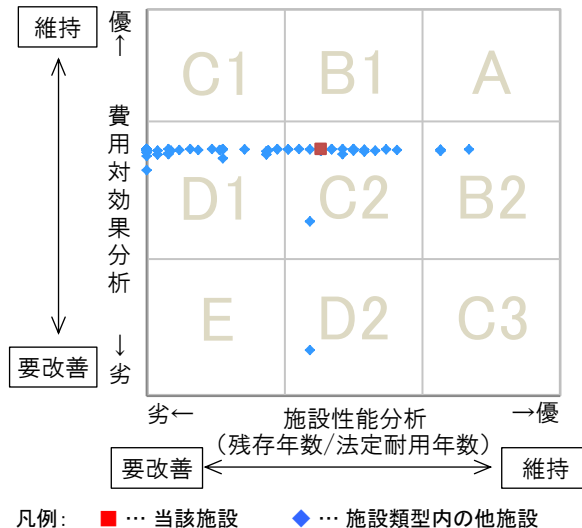 維持
優
↑
C1 B1 A
費用対効果分析
D1 C2 B2
E D2 C3
要改善
↓
劣
劣← 施設性能分析 →優
（残存年数/法定耐用年数）
要改善 維持
凡例： ■ … 当該施設 ◆ … 施設類型内の他施設